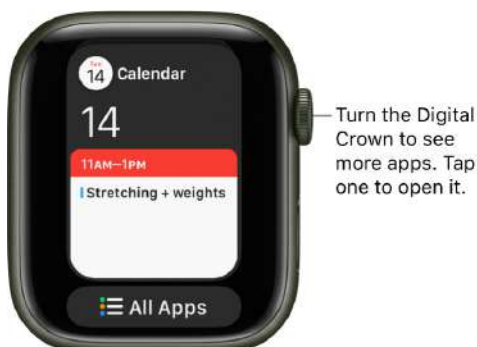 Tue
14 Calendar
14
11AM–1PM
Stretching + weights
All Apps
Turn the Digital
Crown to see
more apps. Tap
one to open it.